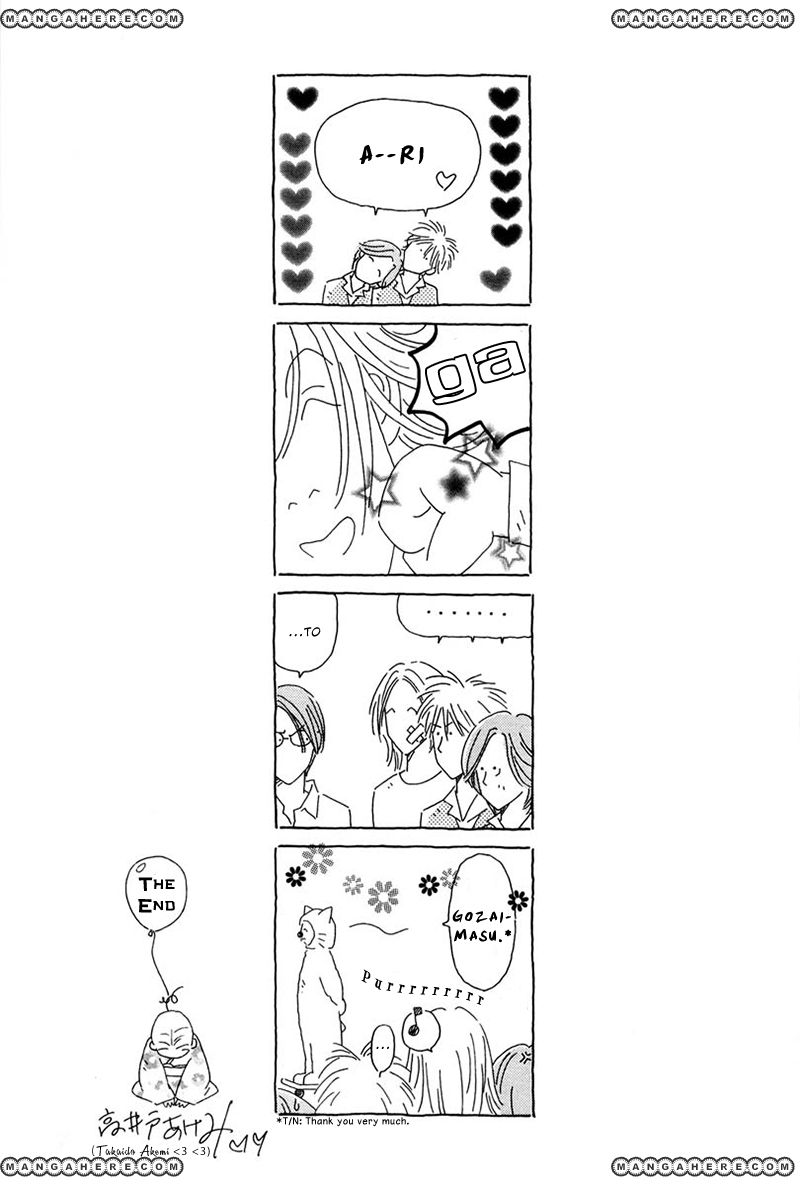 MANGAHERE.COM MANGAHERE.COM
A--RI
ga
.......
...TO
GOZAI-
MASU.*
Purrrrrrrrr
...
THE
END
高井戸あけみ
(Takaido Akemi <3 <3)
*T/N: Thank you very much.
MANGAHERE.COM MANGAHERE.COM